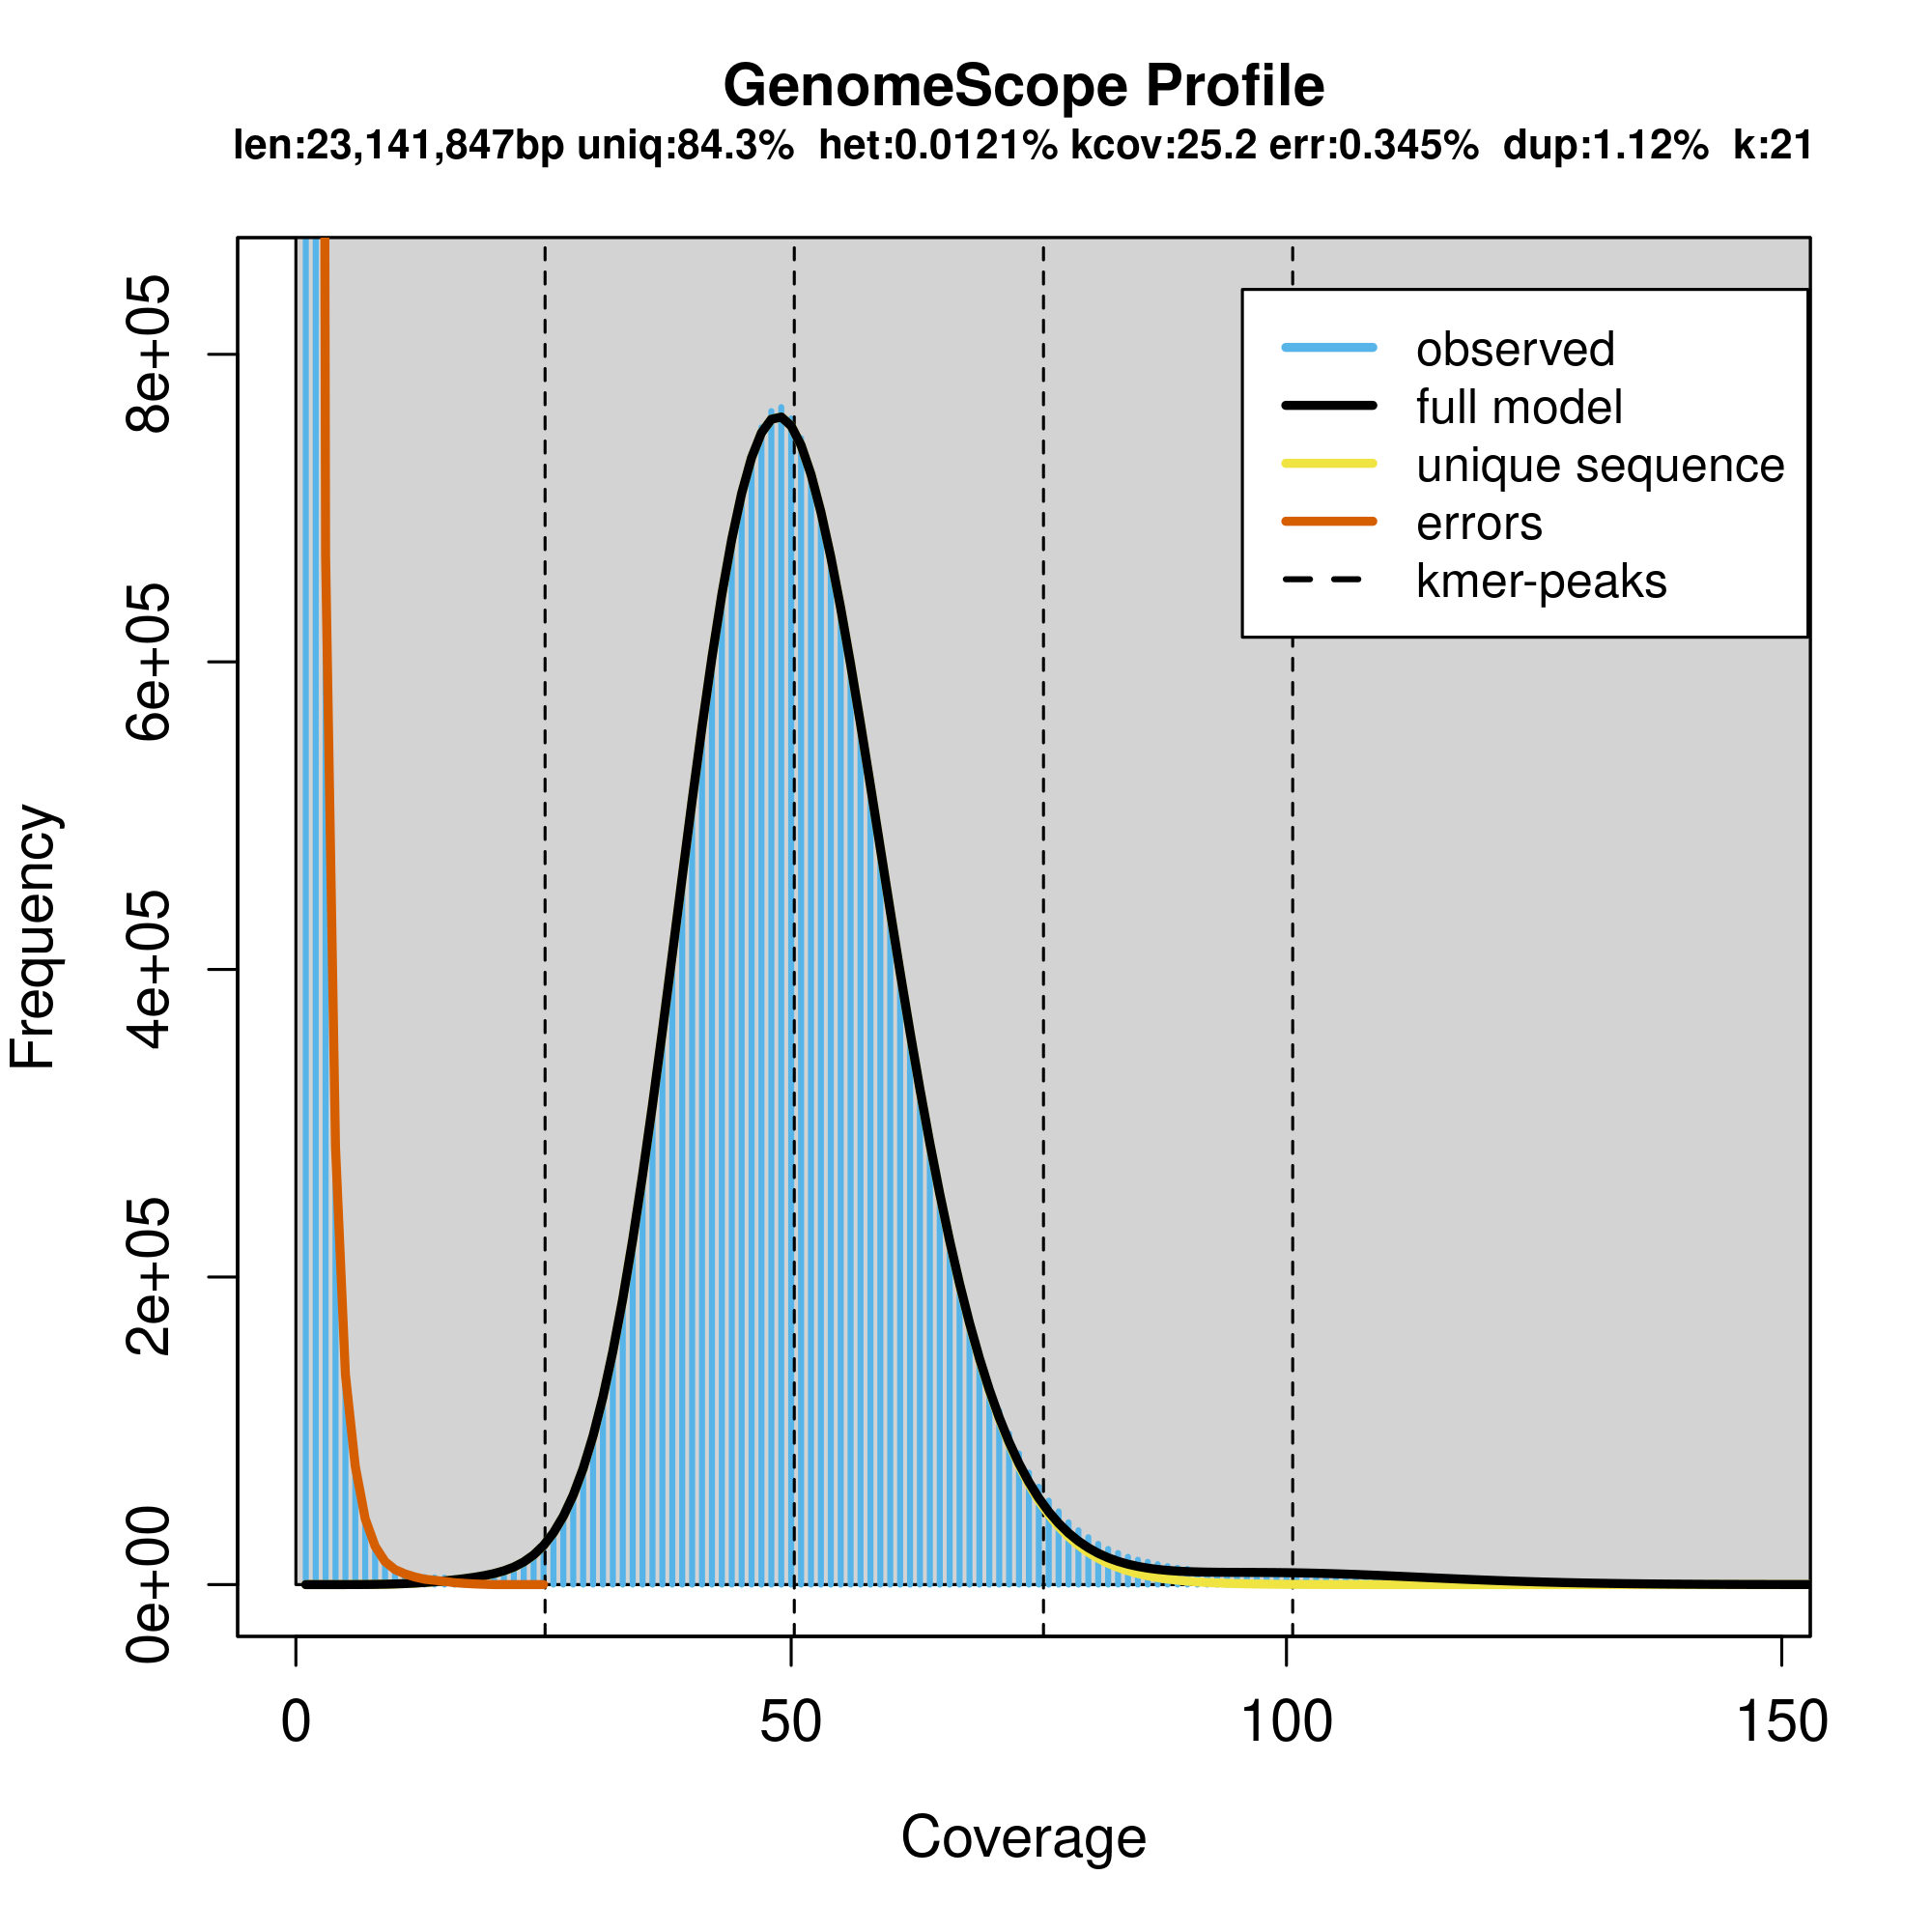 GenomeScope Profile
len:23,141,847bp uniq:84.3% het:0.0121% kcov:25.2 err:0.345% dup:1.12% k:21
observed
full model
unique sequence
errors
kmer-peaks
8e+05
6e+05
4e+05
2e+05
0e+00
Frequency
0 50 100 150
Coverage